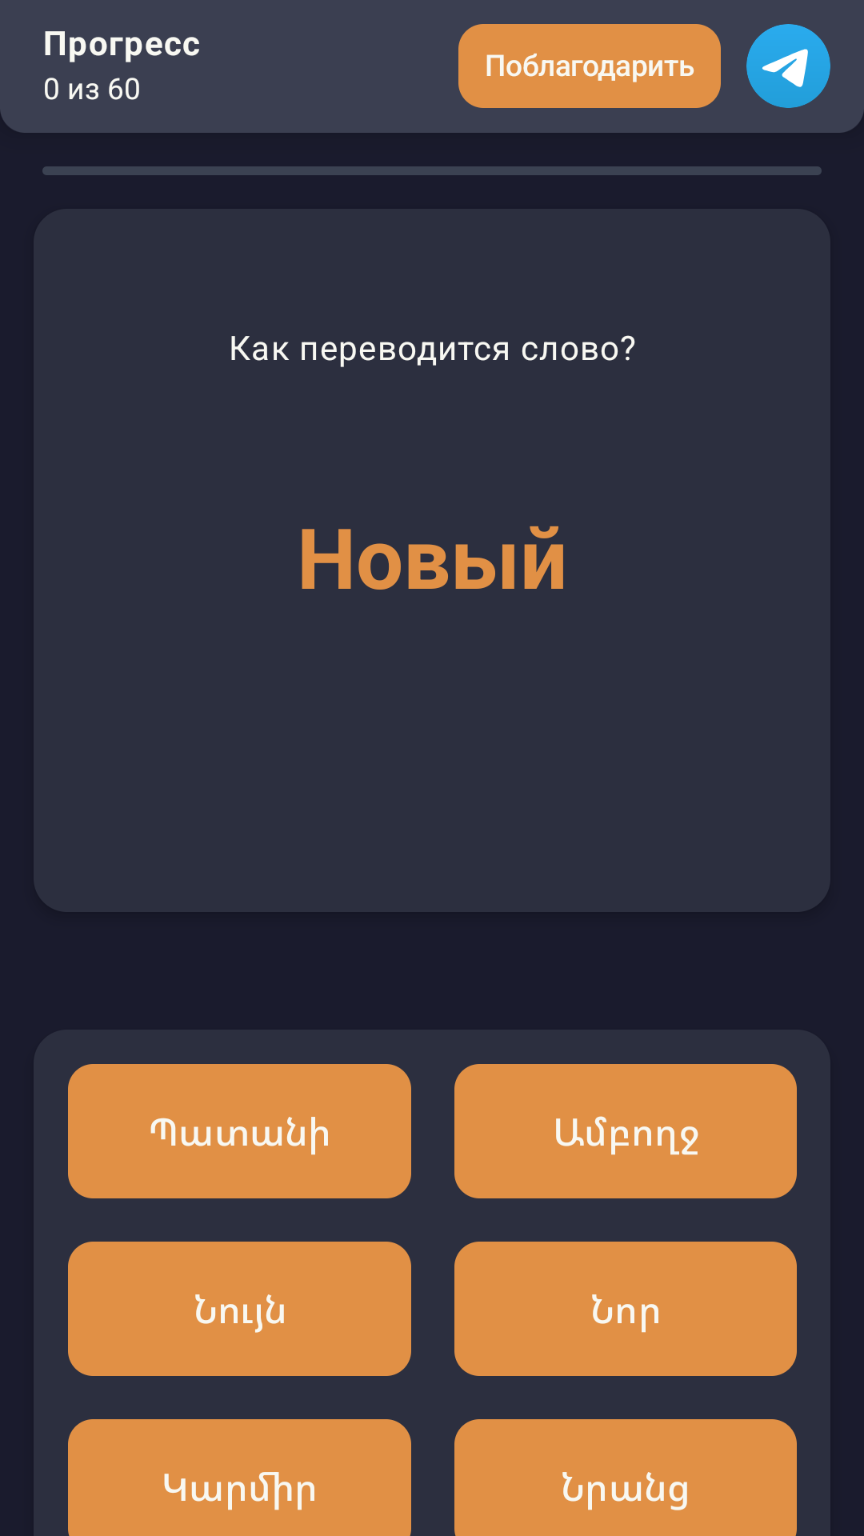 Прогресс
0 из 60
Поблагодарить
Как переводится слово?
Новый
Պատանի
Ամբողջ
Նույն
Նոր
Կարմիր
Նրանց